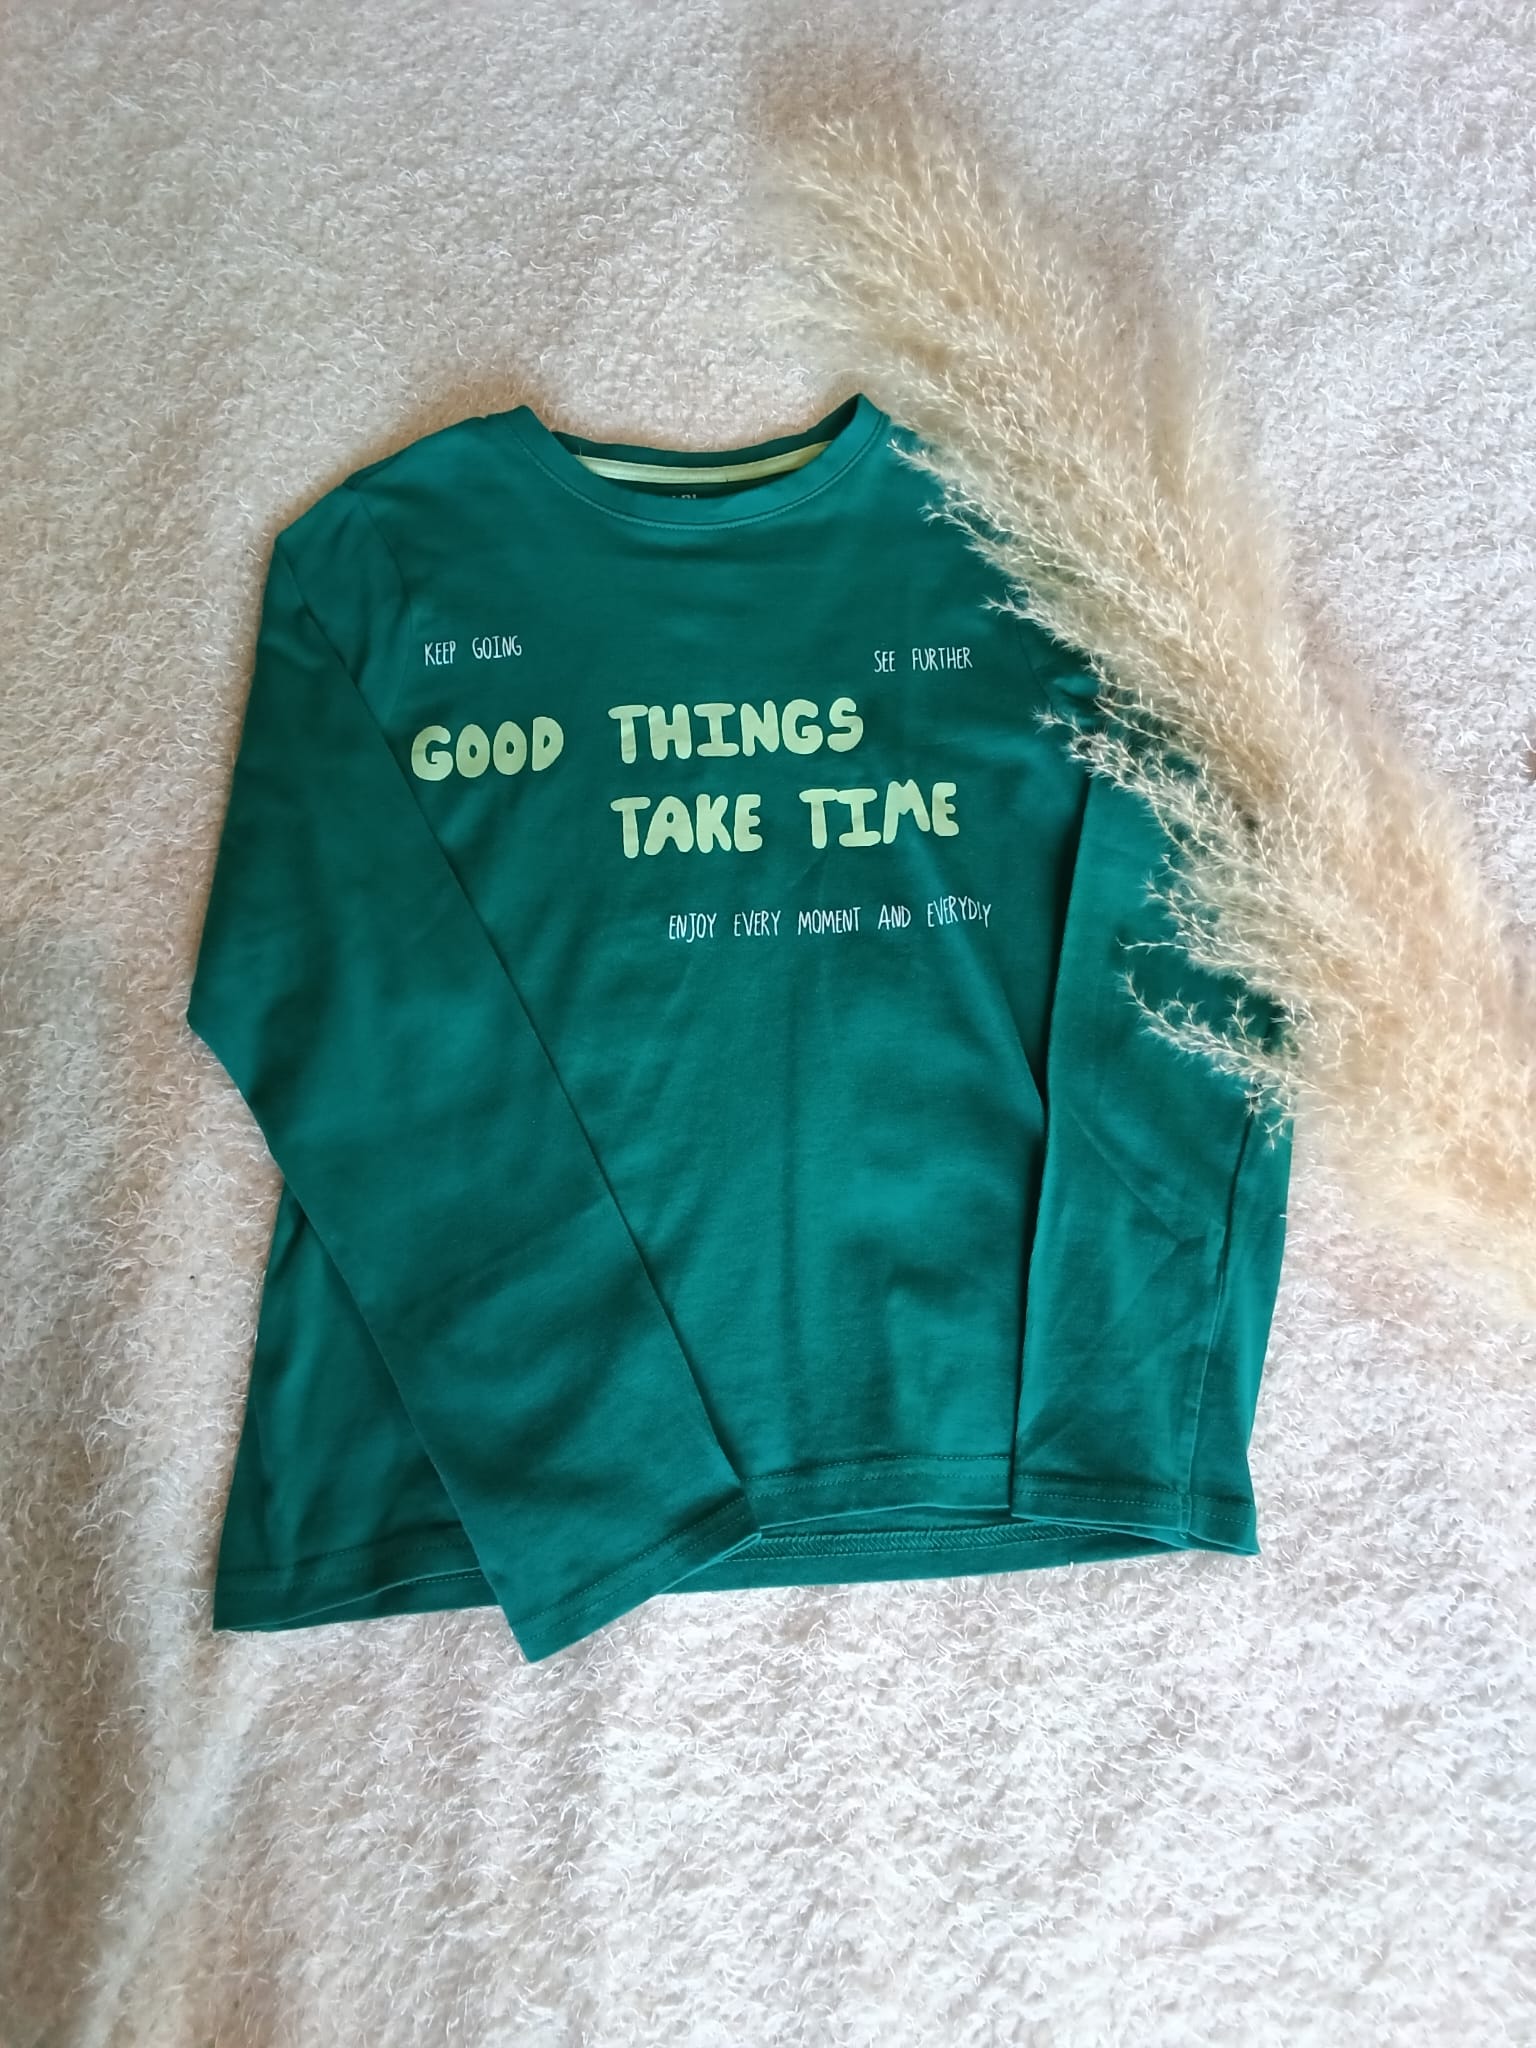 KEEP GOING
SEE FURTHER
GOOD THINGS
TAKE TIME
ENJOY EVERY MOMENT AND EVERYDAY